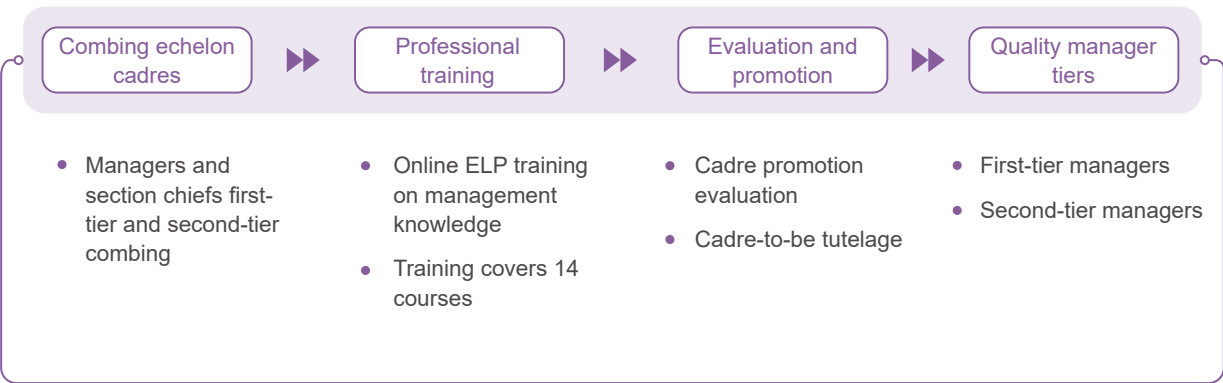 Combing echelon
cadres
Professional
training
Evaluation and
promotion
Quality manager
tiers
Managers and
section chiefs first-
tier and second-tier
combing
Online ELP training
on management
knowledge
Training covers 14
courses
Cadre promotion
evaluation
Cadre-to-be tutelage
First-tier managers
Second-tier managers